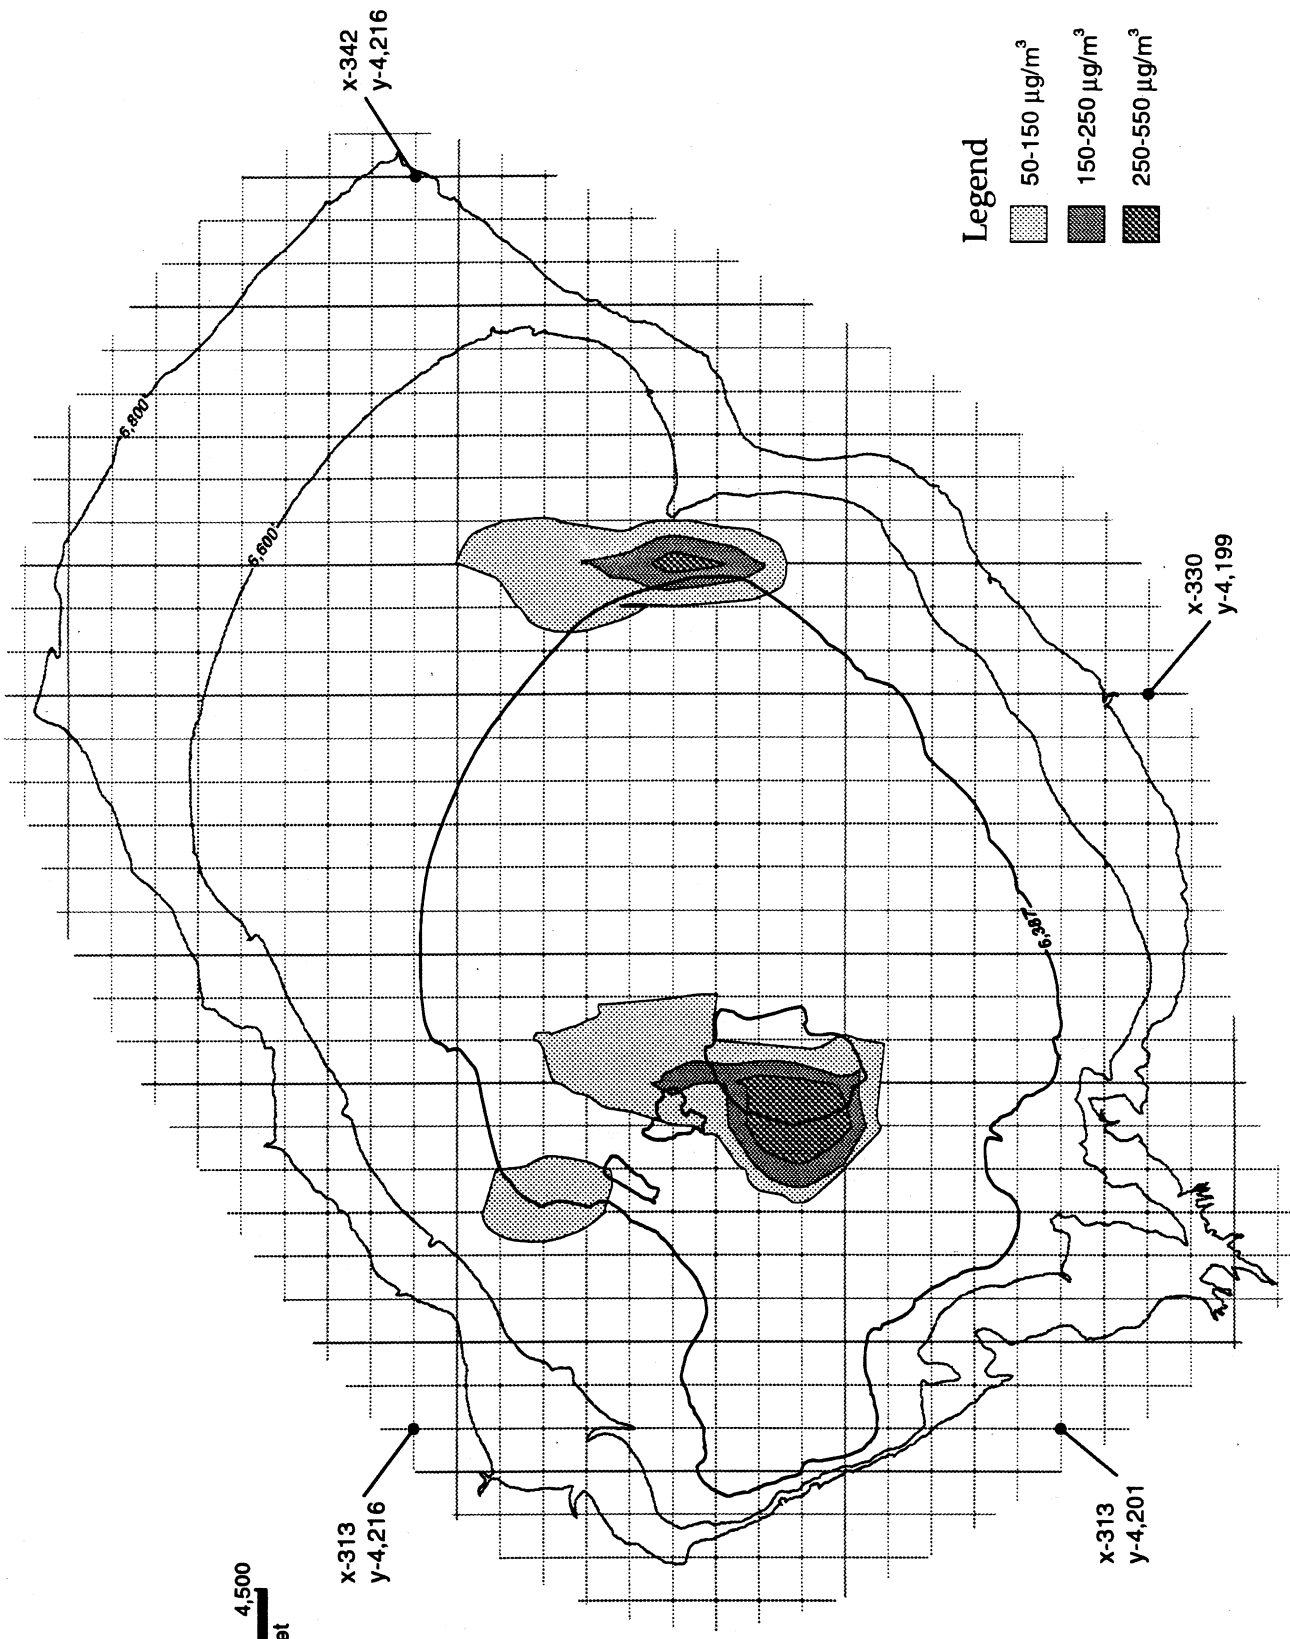 x-342
y-4,216
Legend
50-150 µg/m³
150-250 µg/m³
250-550 µg/m³
6,800'
6,600'
x-330
y-4,199
6,387'
x-313
y-4,216
x-313
y-4,201
4,500
et